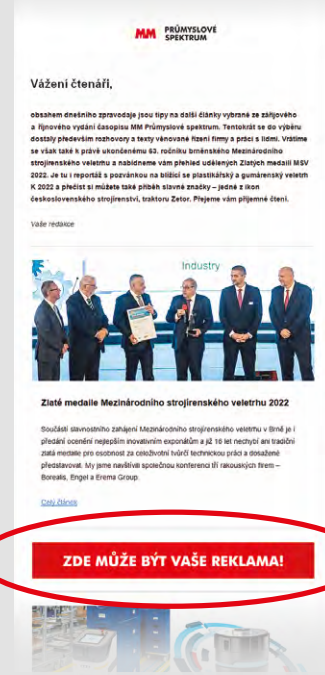 MM PRŮMYSLOVÉ
SPEKTRUM
Vážení čtenáři,
obsahem dnešního zpravodaje jsou tipy na další články vybrané ze zářijového
a říjnového vydání časopisu MM Průmyslové spektrum. Tentokrát se do výběru
dostaly především rozhovory a texty věnované řízení firmy a práci s lidmi. Vrátíme
se však také k právě ukončenému 63. ročníku brněnského Mezinárodního
strojírenského veletrhu a nabídneme vám přehled udělených Zlatých medailí MSV
2022. Je tu i reportáž s pozvánkou na blížící se plastikářský a gumárenský veletrh
K 2022 a přečíst si můžete také příběh slavné značky – jedné z ikon
československého strojírenství, traktoru Zetor. Přejeme vám příjemné čtení.
Vaše redakce
Industry
Zlaté medaile Mezinárodního strojírenského veletrhu 2022
Součástí slavnostního zahájení Mezinárodního strojírenského veletrhu v Brně je i
předání ocenění nejlepším inovativním exponátům a již 16 let nechybí ani tradiční
zlatá medaile pro osobnost za celoživotní tvůrčí technickou práci a dosažené
představovat. My jsme navštívili společnou konferenci tří rakouských firem –
Borealis, Engel a Erema Group.
Celý článek
ZDE MŮŽE BÝT VAŠE REKLAMA!